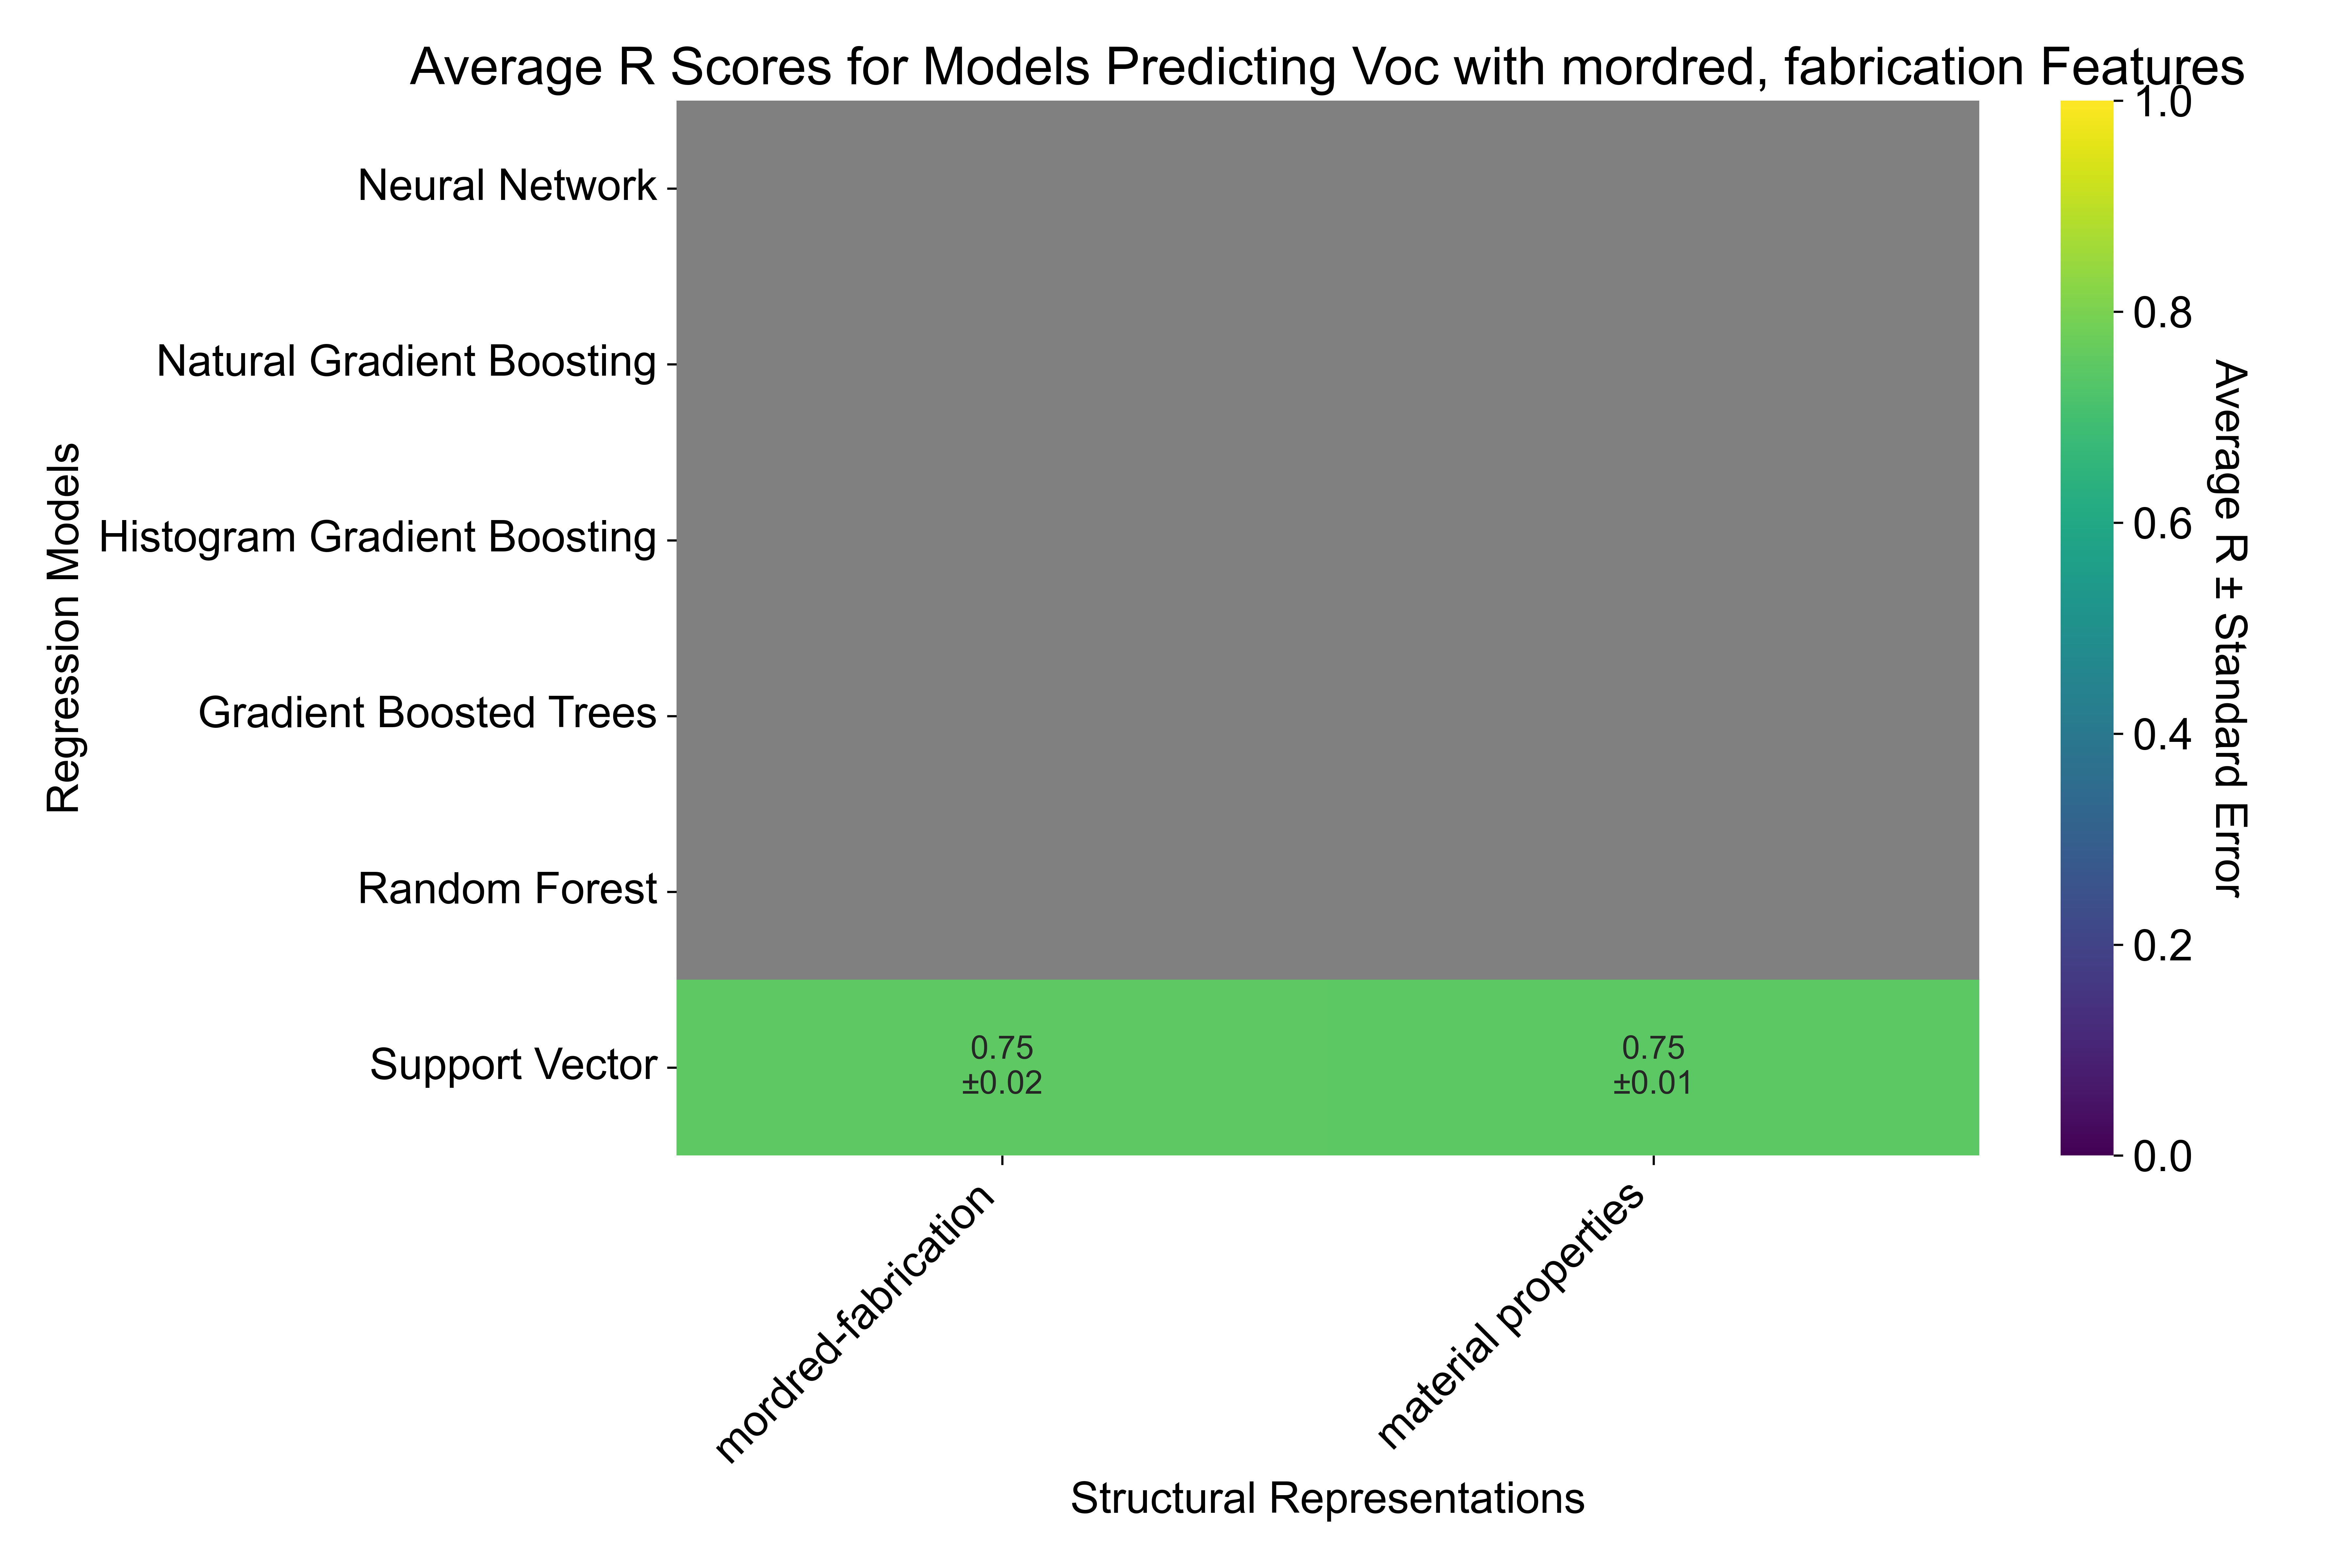 Average R Scores for Models Predicting Voc with mordred, fabrication Features
Regression Models
Neural Network
Natural Gradient Boosting
Histogram Gradient Boosting
Gradient Boosted Trees
Random Forest
Support Vector
0.75
±0.02
0.75
±0.01
mordred-fabrication
material properties
Structural Representations
1.0
0.8
0.6
0.4
0.2
0.0
Average R ± Standard Error